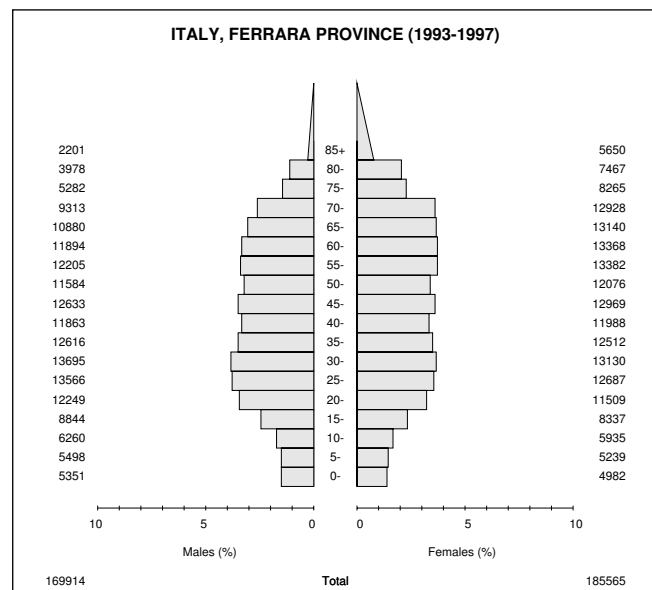 ITALY, FERRARA PROVINCE (1993-1997)
2201 85+ 5650
3978 80- 7467
5282 75- 8265
9313 70- 12928
10880 65- 13140
11894 60- 13368
12205 55- 13382
11584 50- 12076
12633 45- 12969
11863 40- 11988
12616 35- 12512
13695 30- 13130
13566 25- 12687
12249 20- 11509
8844 15- 8337
6260 10- 5935
5498 5- 5239
5351 0- 4982
10 5 0 0 5 10
Males (%) Females (%)
169914 Total 185565